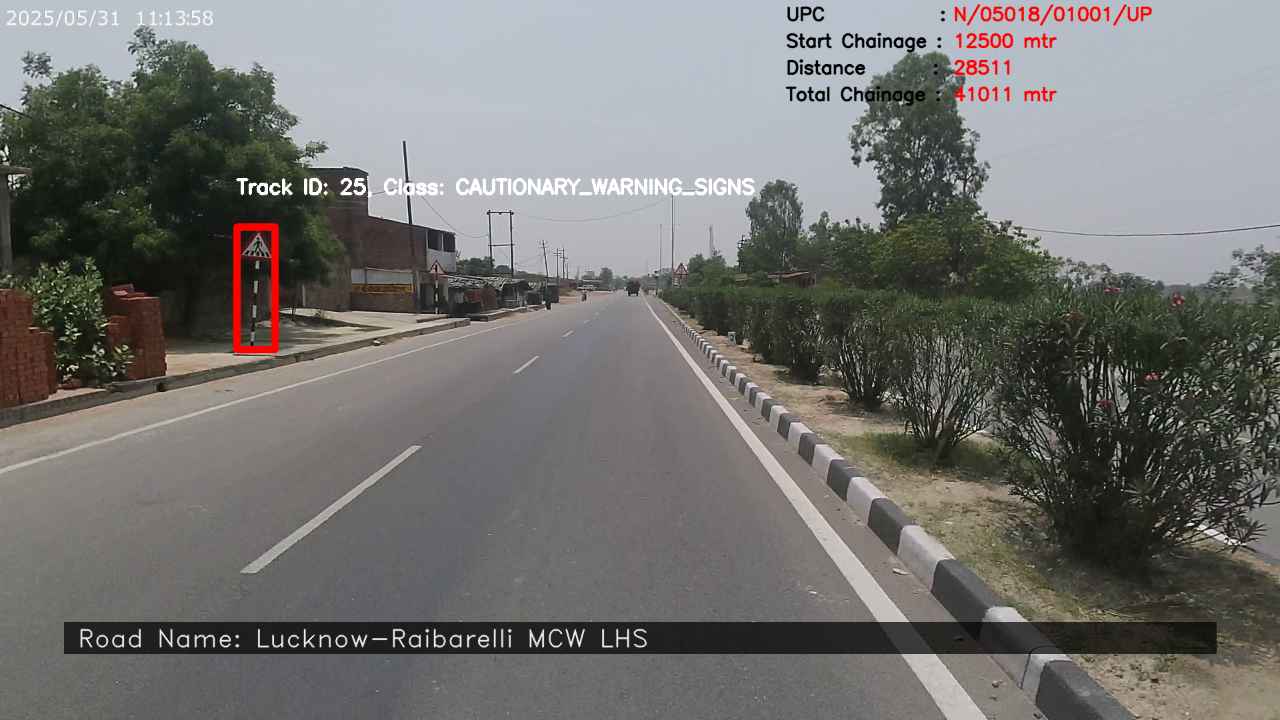 2025/05/31 11:13:58
UPC : N/05018/01001/UP
Start Chainage : 12500 mtr
Distance : 28511
Total Chainage : 41011 mtr
Track ID: 25, Class: CAUTIONARY_WARNING_SIGNS
Road Name: Lucknow-Raibarelli MCW LHS